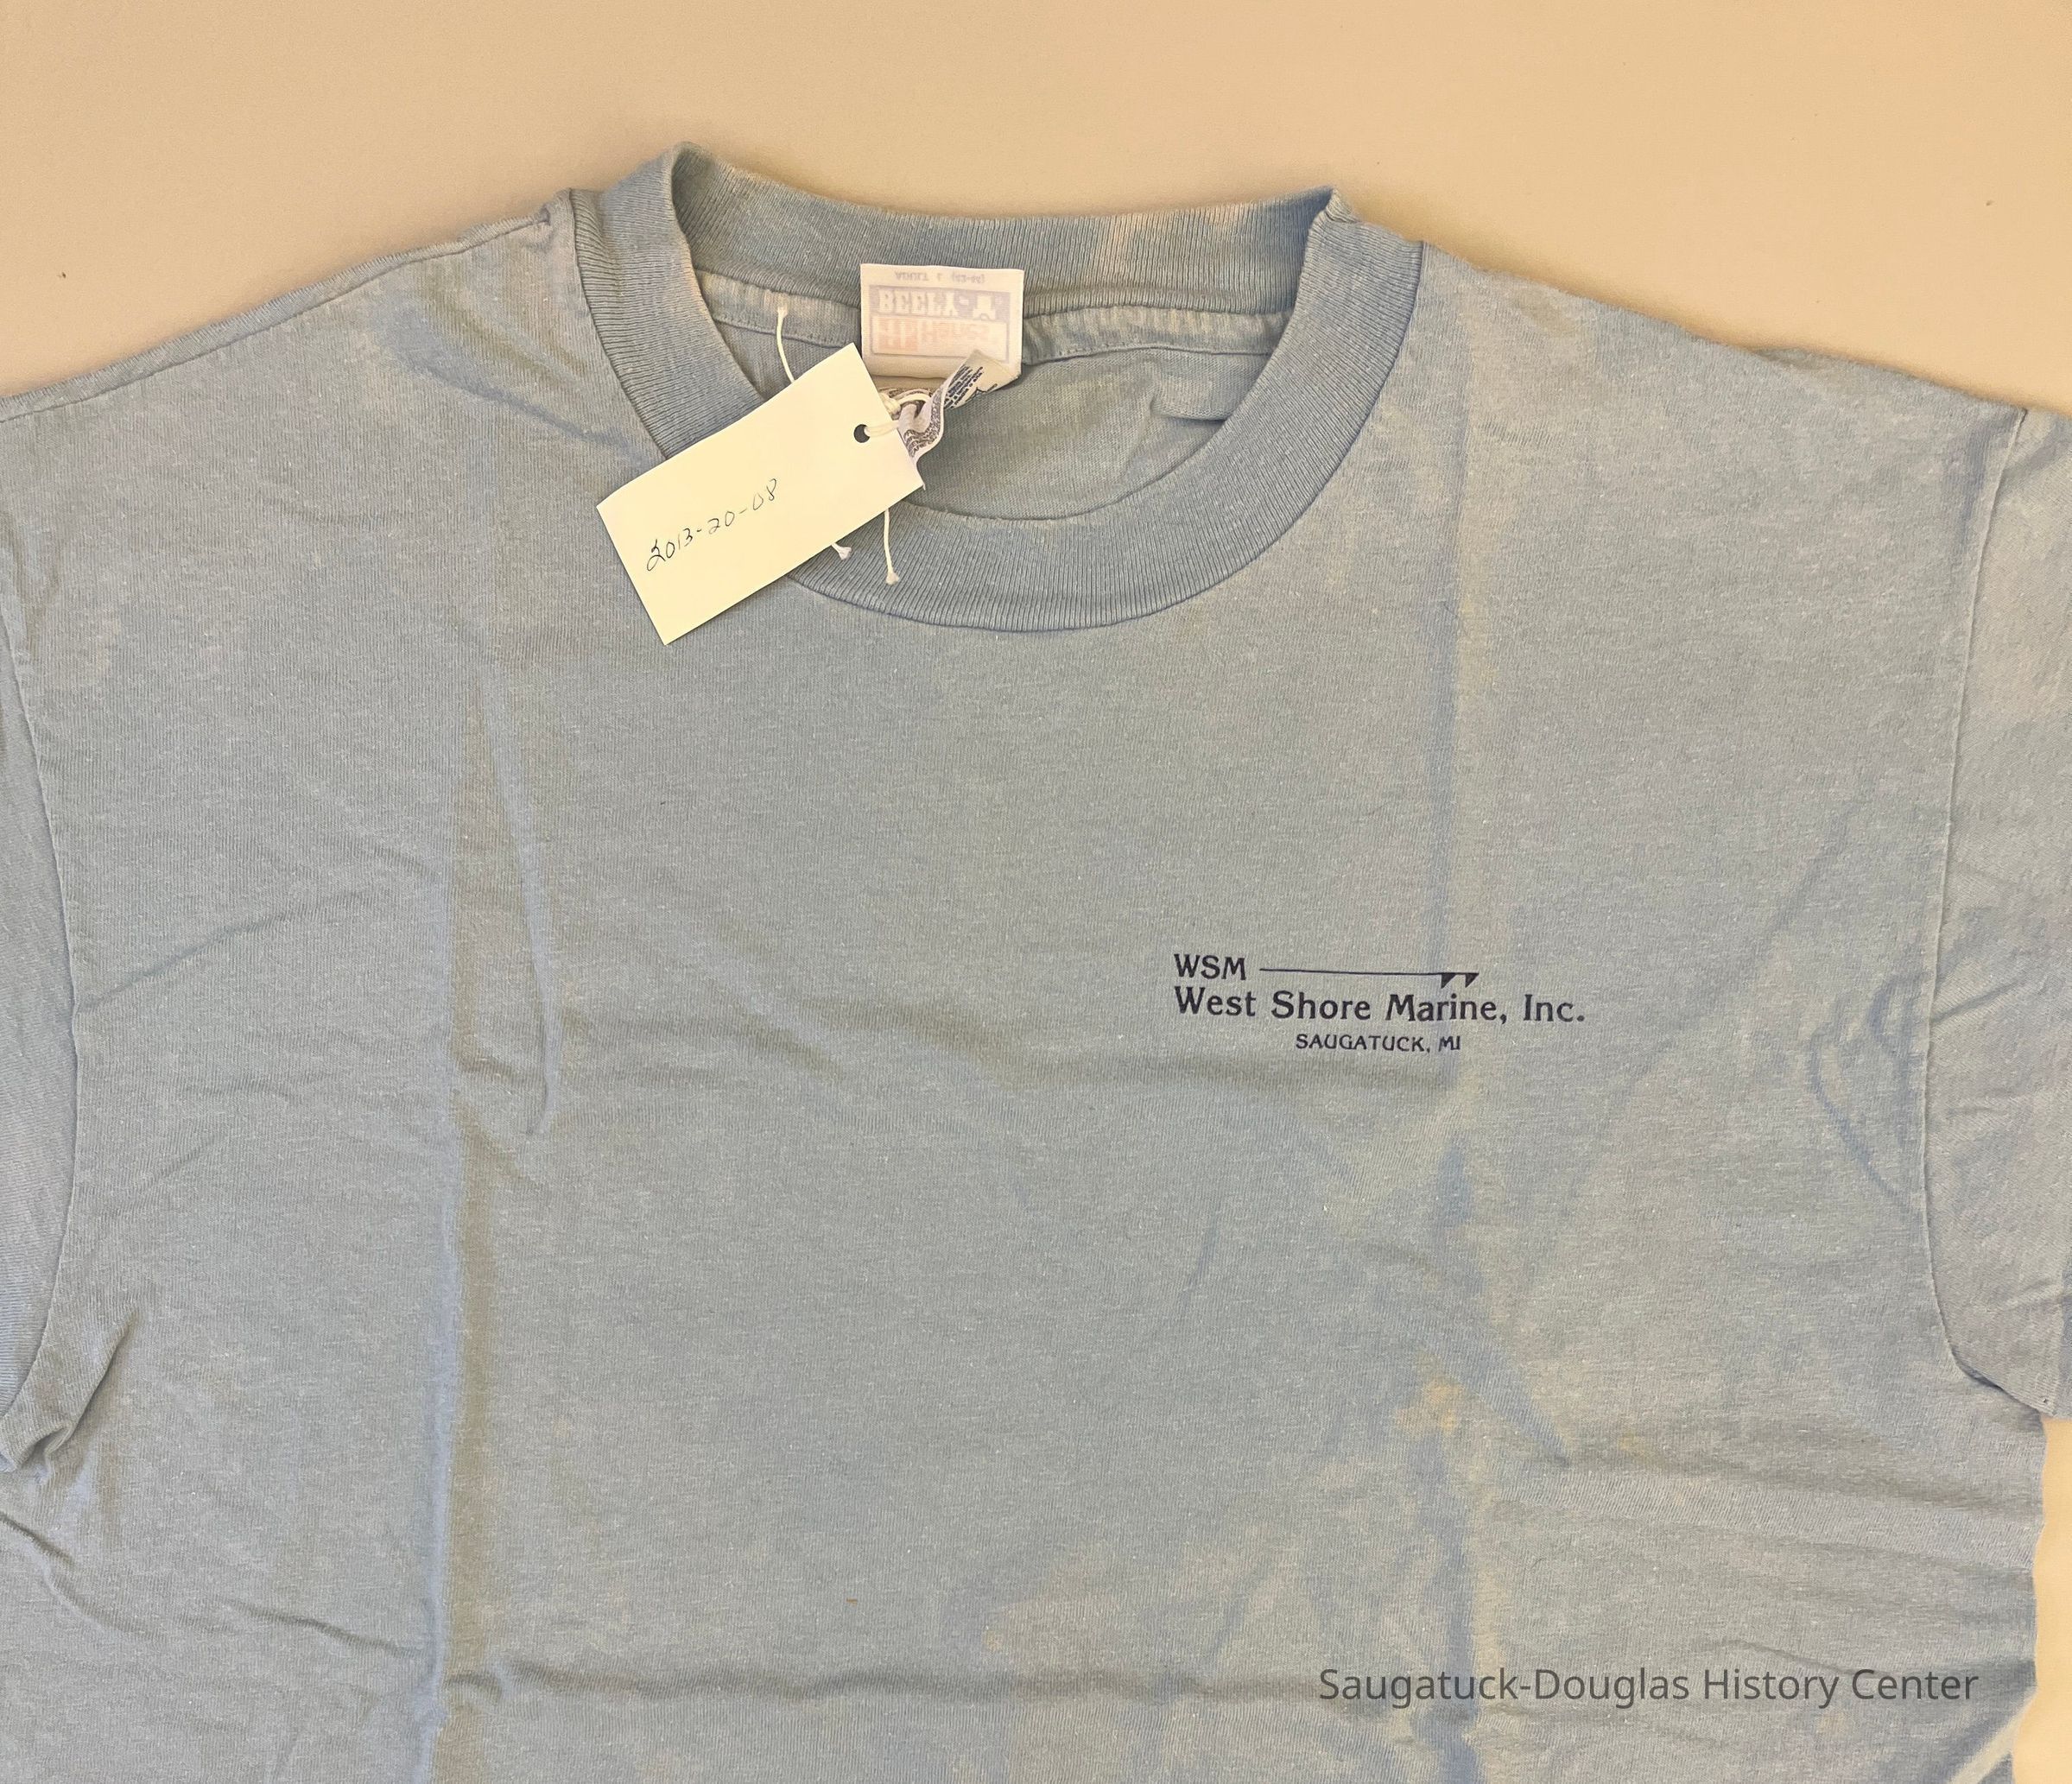 2013-20-08
WSM
West Shore Marine, Inc.
SAUGATUCK, MI
Saugatuck-Douglas History Center